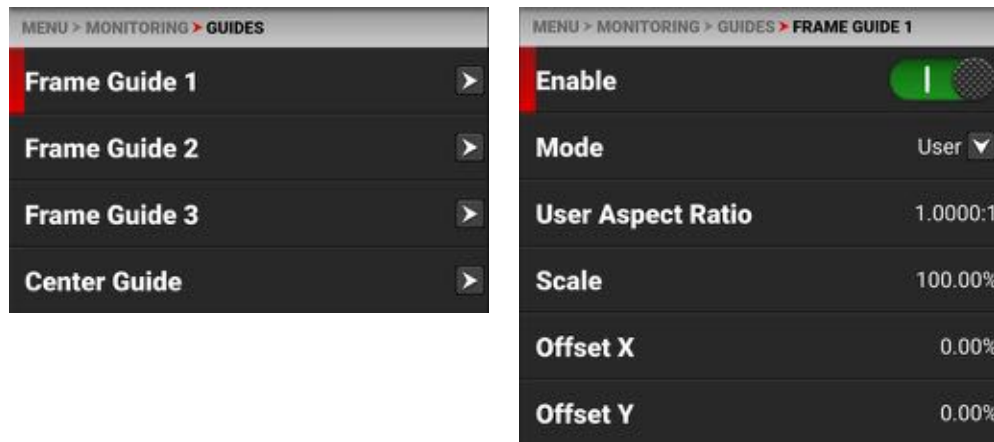 MENU > MONITORING > GUIDES
Frame Guide 1
Frame Guide 2
Frame Guide 3
Center Guide
MENU > MONITORING > GUIDES > FRAME GUIDE 1
Enable
Mode User
User Aspect Ratio 1.0000:1
Scale 100.00%
Offset X 0.00%
Offset Y 0.00%